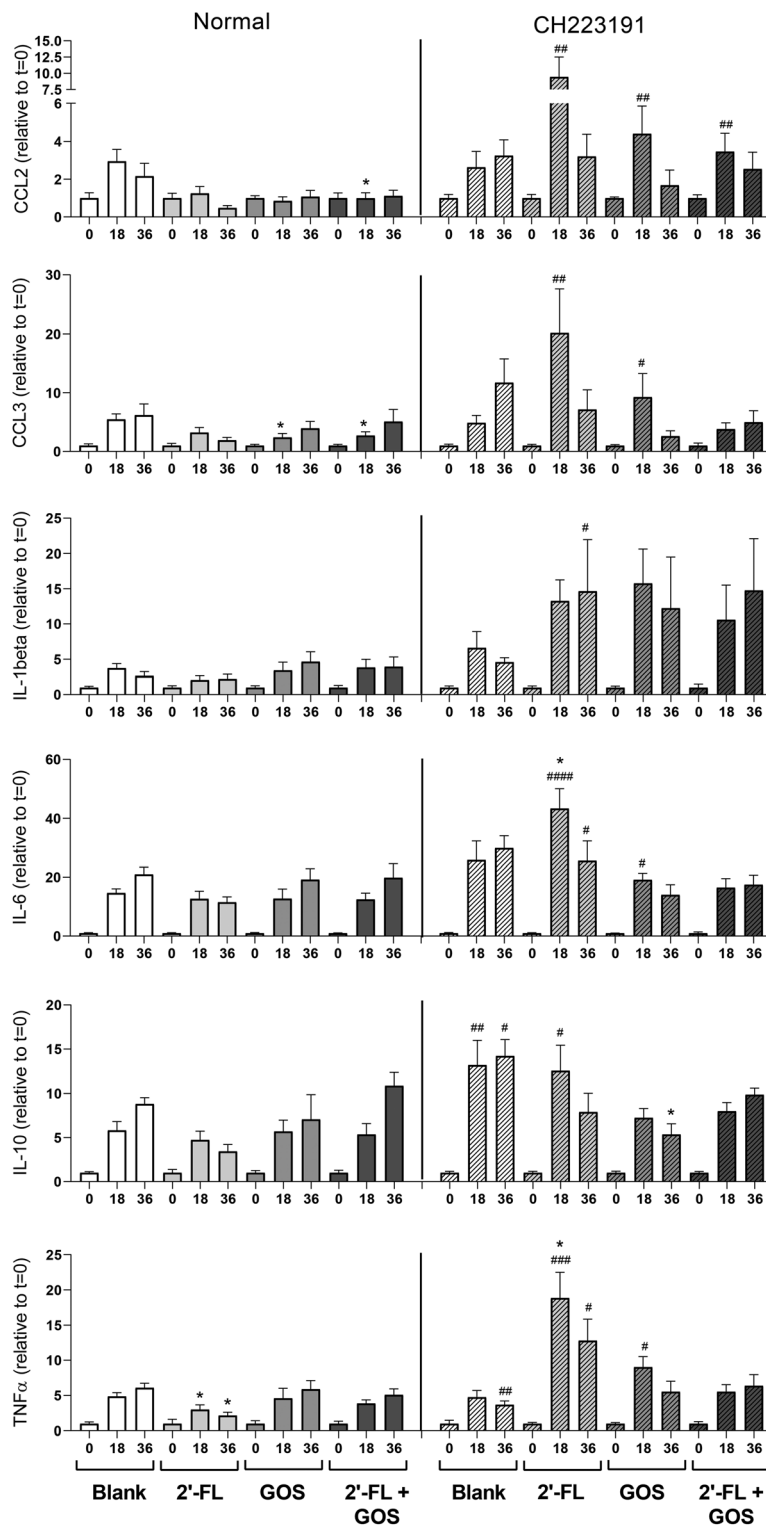 Normal CH223191
CCL2 (relative to t=0)
15.0
12.5
10.0
7.5
6
4
2
0
## ## ##
*
0 18 36 0 18 36 0 18 36 0 18 36 0 18 36 0 18 36 0 18 36 0 18 36
CCL3 (relative to t=0)
30
20
10
0
## #
* *
0 18 36 0 18 36 0 18 36 0 18 36 0 18 36 0 18 36 0 18 36 0 18 36
IL-1beta (relative to t=0)
25
20
15
10
5
0
#
0 18 36 0 18 36 0 18 36 0 18 36 0 18 36 0 18 36 0 18 36 0 18 36
IL-6 (relative to t=0)
60
40
20
0
*
#### # #
0 18 36 0 18 36 0 18 36 0 18 36 0 18 36 0 18 36 0 18 36 0 18 36
IL-10 (relative to t=0)
20
15
10
5
0
## # # *
0 18 36 0 18 36 0 18 36 0 18 36 0 18 36 0 18 36 0 18 36 0 18 36
TNFα (relative to t=0)
25
20
15
10
5
0
*
### # #
* * ##
0 18 36 0 18 36 0 18 36 0 18 36 0 18 36 0 18 36 0 18 36 0 18 36
Blank 2'-FL GOS 2'-FL + Blank 2'-FL GOS 2'-FL +
GOS GOS